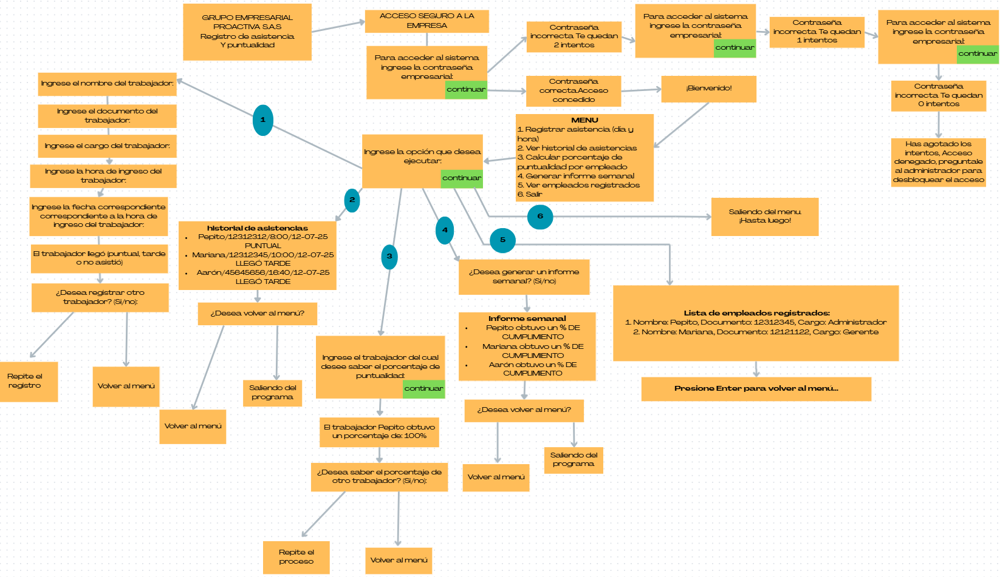 GRUPO EMPRESARIAL
PROACTIVA S.A.S
Registro de asistencia
Y puntualidad
ACCESO SEGURO A LA
EMPRESA
Para acceder al sistema
ingrese la contraseña
empresarial:
continuar
Contraseña
incorrecta. Te quedan
2 intentos
Para acceder al sistema
ingrese la contraseña
empresarial:
continuar
Contraseña
incorrecta. Te quedan
1 intentos
Para acceder al sistema
ingrese la contraseña
empresarial:
continuar
Contraseña
incorrecta. Te quedan
0 intentos
Has agotado los
intentos, Acceso
denegado, preguntale
al administrador para
desbloquear el acceso
Contraseña
correcta.Acceso
concedido
¡Bienvenido!
MENU
1. Registrar asistencia (día y
hora)
2. Ver historial de asistencias
3. Calcular porcentaje de
puntualidad por empleado
4. Generar informe semanal
5. Ver empleados registrados
6. Salir
Ingrese la opción que desea
ejecutar:
continuar
1
Ingrese el nombre del trabajador:
Ingrese el documento del
trabajador:
Ingrese el cargo del trabajador:
Ingrese la hora de ingreso del
trabajador:
Ingrese la fecha correspondiente
correspondiente a la hora de
ingreso del trabajador:
El trabajador llegó (puntual, tarde
o no asistió)
¿Desea registrar otro
trabajador? (Si/no):
Repite el
registro
Volver al menú
2
historial de asistencias
• Pepito/12312312/8:00/12-07-25
PUNTUAL
• Mariana/12312345/10:00/12-07-25
LLEGÓ TARDE
• Aarón/45645656/16:40/12-07-25
LLEGÓ TARDE
¿Desea volver al menú?
Volver al menú
Saliendo del
programa
3
Ingrese el trabajador del cual
desee saber el porcentaje de
puntualidad:
continuar
El trabajador Pepito obtuvo
un porcentaje de: 100%
¿Desea saber el porcentaje de
otro trabajador? (Si/no):
Repite el
proceso
Volver al menú
4
¿Desea generar un informe
semanal? (Si/no)
Informe semanal
• Pepito obtuvo un % DE
CUMPLIMIENTO
• Mariana obtuvo un % DE
CUMPLIMIENTO
• Aarón obtuvo un % DE
CUMPLIMIENTO
¿Desea volver al menú?
Volver al menú
Saliendo del
programa
5
Lista de empleados registrados:
1. Nombre: Pepito, Documento: 12312345, Cargo: Administrador
2. Nombre: Mariana, Documento: 12121122, Cargo: Gerente
Presione Enter para volver al menú...
6
Saliendo del menu.
¡Hasta luego!